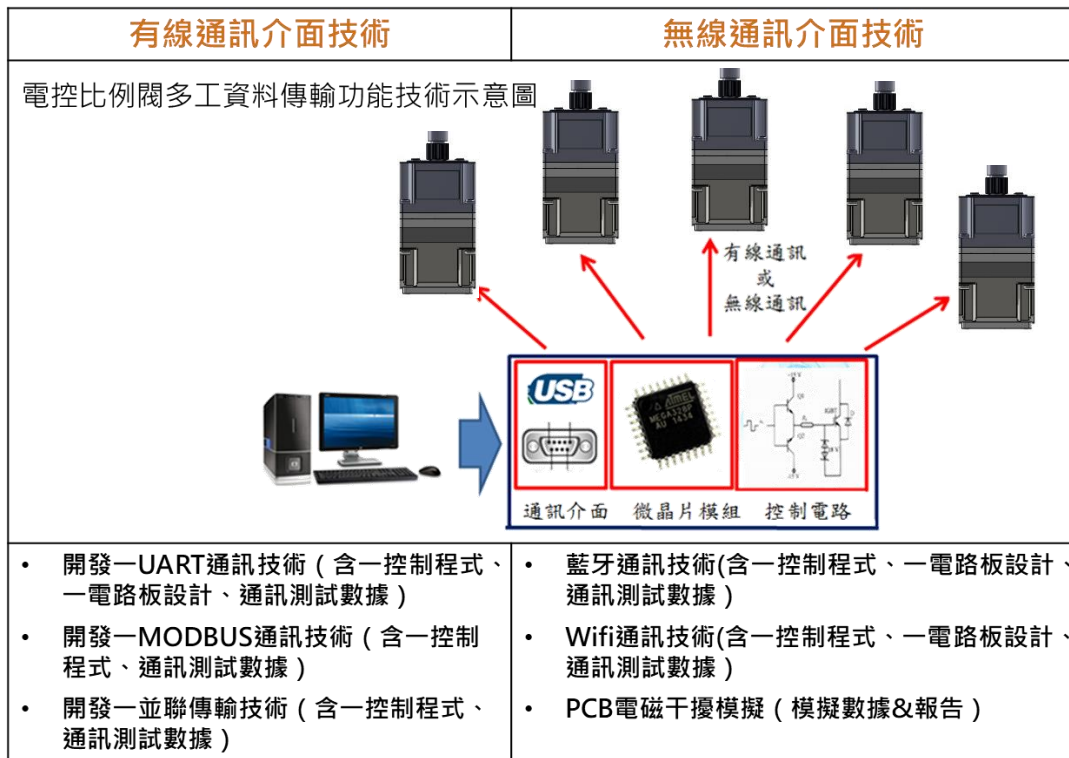 有線通訊介面技術
無線通訊介面技術
電控比例閥多工資料傳輸功能技術示意圖
有線通訊
或
無線通訊
USB
ATMEL
MEGA328P
AU 1434
Q1
Q2
IGBT
通訊介面
微晶片模組
控制電路
• 開發一UART通訊技術（含一控制程式、
一電路板設計、通訊測試數據）
• 開發一MODBUS通訊技術（含一控制
程式、通訊測試數據）
• 開發一並聯傳輸技術（含一控制程式、
通訊測試數據）
• 藍牙通訊技術(含一控制程式、一電路板設計、
通訊測試數據）
• Wifi通訊技術(含一控制程式、一電路板設計、
通訊測試數據）
• PCB電磁干擾模擬（模擬數據&報告）